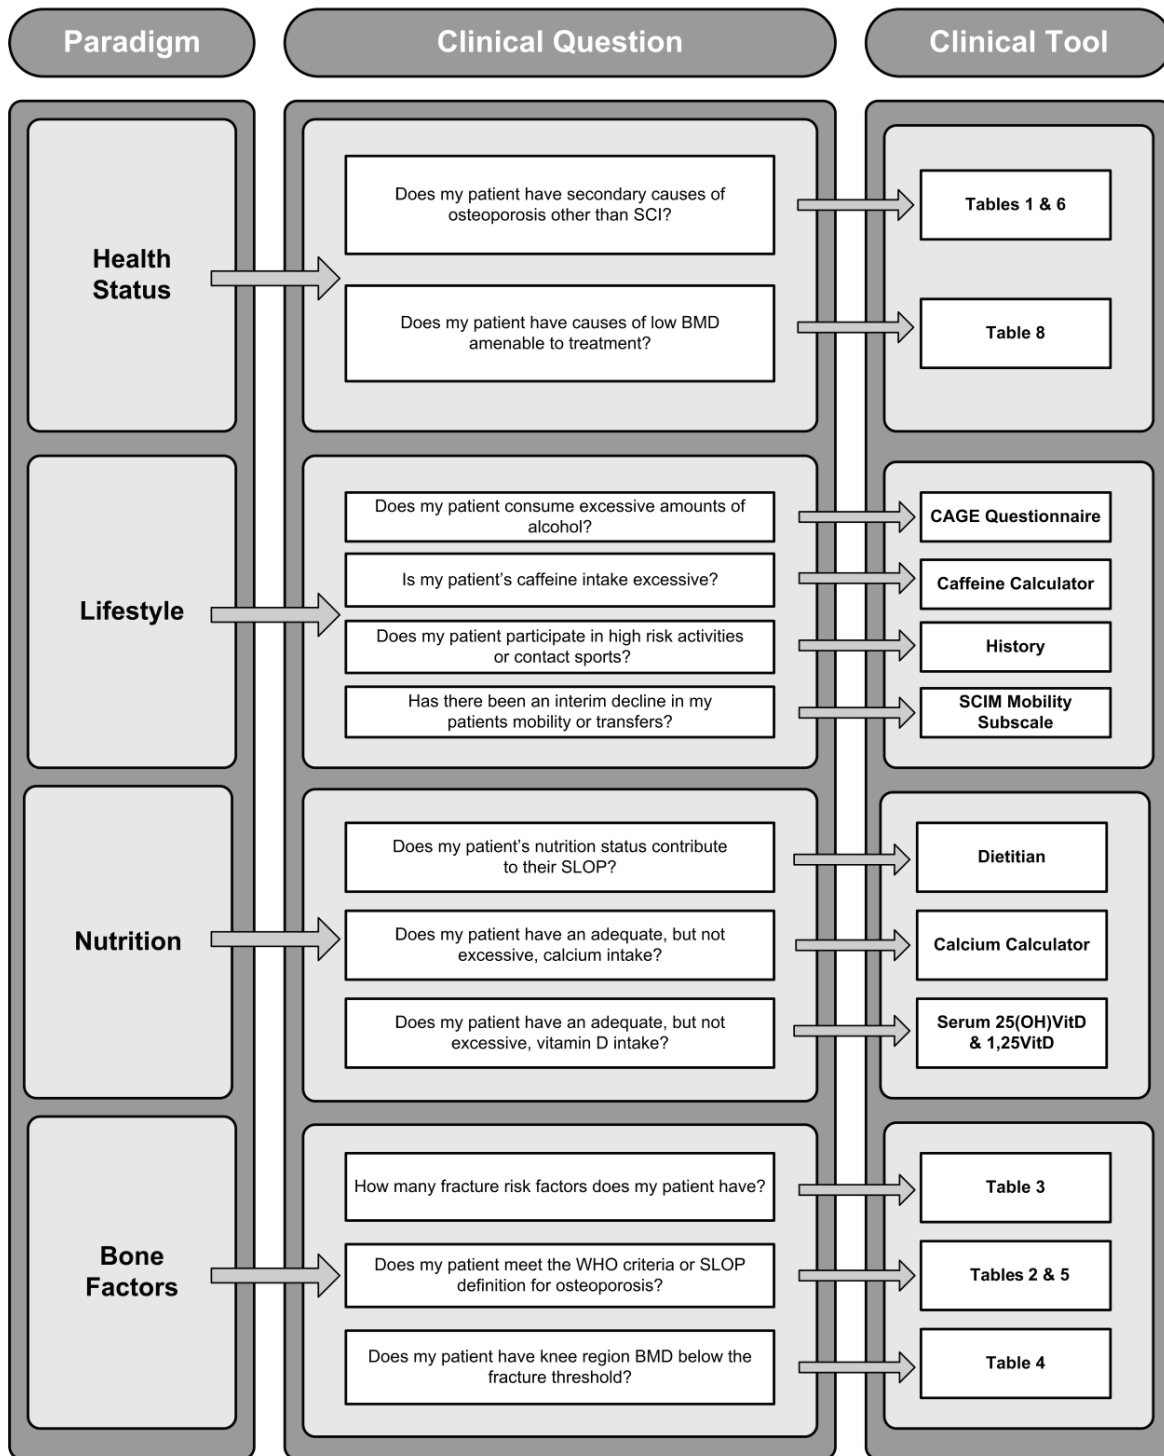 Paradigm
Clinical Question
Clinical Tool
Health
Status
Does my patient have secondary causes of
osteoporosis other than SCI?
Tables 1 & 6
Does my patient have causes of low BMD
amenable to treatment?
Table 8
Lifestyle
Does my patient consume excessive amounts of
alcohol?
CAGE Questionnaire
Is my patient's caffeine intake excessive?
Caffeine Calculator
Does my patient participate in high risk activities
or contact sports?
History
Has there been an interim decline in my
patients mobility or transfers?
SCIM Mobility
Subscale
Nutrition
Does my patient's nutrition status contribute
to their SLOP?
Dietitian
Does my patient have an adequate, but not
excessive, calcium intake?
Calcium Calculator
Does my patient have an adequate, but not
excessive, vitamin D intake?
Serum 25(OH)VitD
& 1,25VitD
Bone
Factors
How many fracture risk factors does my patient have?
Table 3
Does my patient meet the WHO criteria or SLOP
definition for osteoporosis?
Tables 2 & 5
Does my patient have knee region BMD below the
fracture threshold?
Table 4